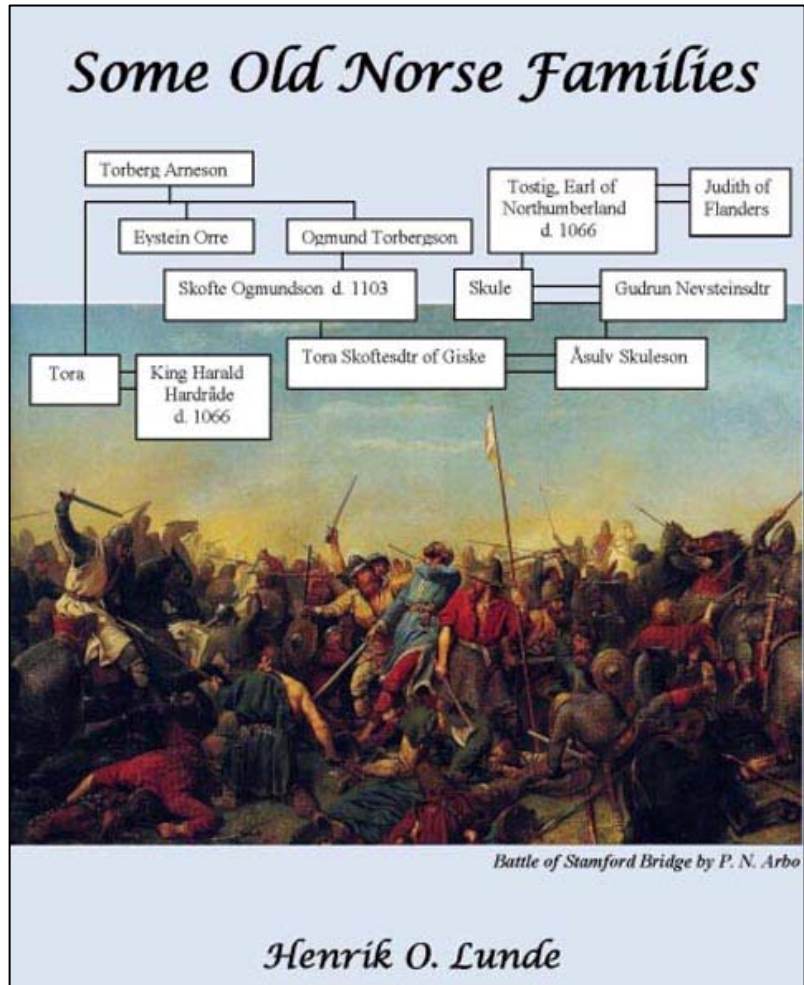 Some Old Norse Families
Torberg Arneson
Tostig, Earl of
Northumberland
d. 1066
Judith of
Flanders
Eystein Orre
Ogmund Torbergson
Skofte Ogmundson d. 1103
Skule
Gudrun Nevsteinsdtr
Tora
King Harald
Hardråde
d. 1066
Tora Skoftesdtr of Giske
Åsulv Skuleson
Battle of Stamford Bridge by P. N. Arbo
Henrik O. Lunde